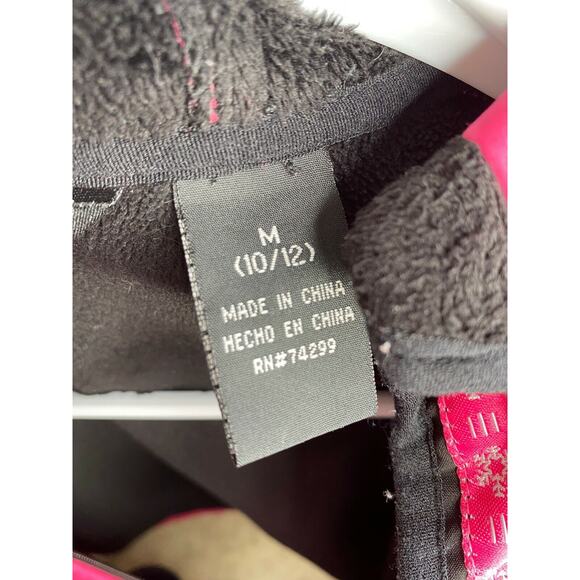 M
(10/12)
MADE IN CHINA
HECHO EN CHINA
RN#74299